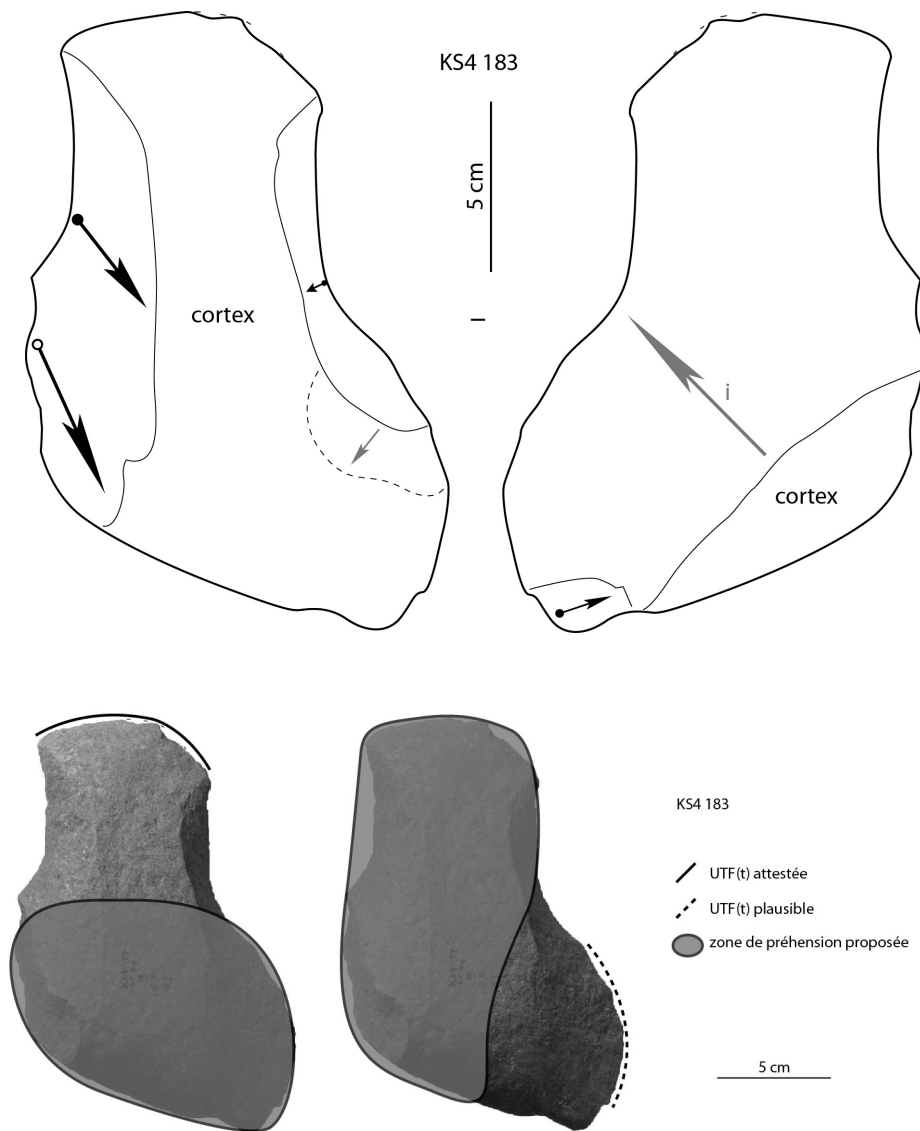 KS4 183
5 cm
cortex
i
cortex
KS4 183
UTF(t) attestée
UTF(t) plausible
zone de préhension proposée
5 cm